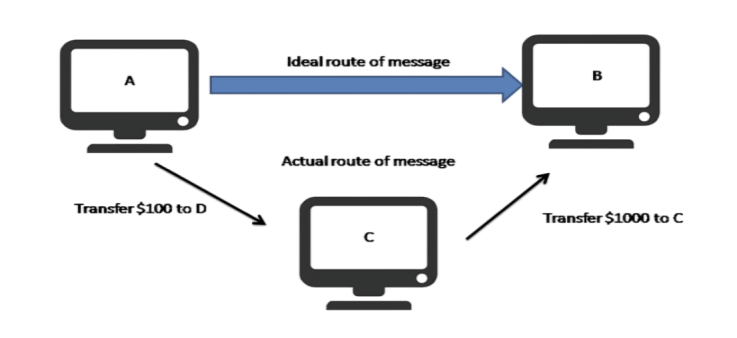 Ideal route of message
A
B
Actual route of message
Transfer $100 to D
C
Transfer $1000 to C